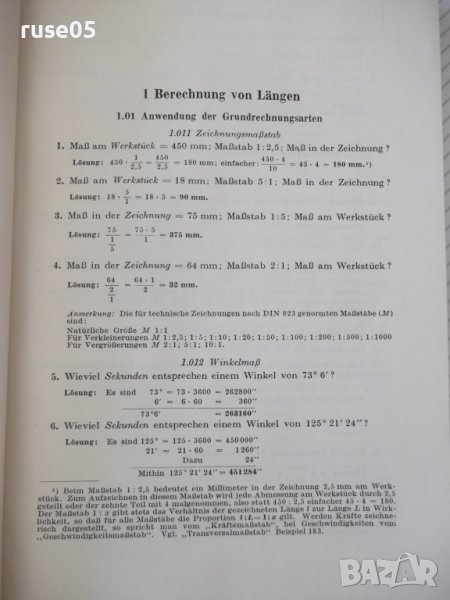 ruse05
1 Berechnung von Längen
1.01 Anwendung der Grundrechnungsarten
1.011 Zeichnungsmaßstab
1. Maß am Werkstück = 450 mm; Maßstab 1:2,5; Maß in der Zeichnung?
Lösung: 450 · 1/2,5 = 450/2,5 = 180 mm; einfacher: 450 · 4/10 = 45 · 4 = 180 mm.¹)
2. Maß am Werkstück = 18 mm; Maßstab 5:1; Maß in der Zeichnung?
Lösung: 18 · 5/1 = 18 · 5 = 90 mm.
3. Maß in der Zeichnung = 75 mm; Maßstab 1:5; Maß am Werkstück?
Lösung: 75/(1/5) = 75 · 5/1 = 375 mm.
4. Maß in der Zeichnung = 64 mm; Maßstab 2:1; Maß am Werkstück?
Lösung: 64/(2/1) = 64 · 1/2 = 32 mm.
Anmerkung: Die für technische Zeichnungen nach DIN 823 genormten Maßstäbe (M)
sind:
Natürliche Größe M 1:1
Für Verkleinerungen M 1:2,5; 1:5; 1:10; 1:20; 1:50; 1:100; 1:200; 1:500; 1:1000
Für Vergrößerungen M 2:1; 5:1; 10:1.
1.012 Winkelmaß
5. Wieviel Sekunden entsprechen einem Winkel von 73° 6′?
Lösung: Es sind 73° = 73 · 3600 = 262800″
6′ = 6 · 60 = 360″
73°6′ = 263160″
6. Wieviel Sekunden entsprechen einem Winkel von 125° 21′ 24″?
Lösung: Es sind 125° = 125 · 3600 = 450000″
21′ = 21 · 60 = 1260″
Dazu 24″
Mithin 125° 21′ 24″ = 451284″
¹) Beim Maßstab 1 : 2,5 bedeutet ein Millimeter in der Zeichnung 2,5 mm am Werk-
stück. Zum Aufzeichnen in diesem Maßstab wird jede Abmessung am Werkstück durch 2,5
geteilt oder der zehnte Teil mit 4 malgenommen, also statt 450 : 2,5 einfacher 45 · 4 = 180.
Der Maßstab 1 : x gibt stets das Verhältnis der gezeichneten Länge l zur Länge L in Wirk-
lichkeit, so daß für alle Maßstäbe die Proportion l : L = 1 : x gilt. Werden Kräfte zeichne-
risch dargestellt, so spricht man vom „Kräftemaßstab“, bei Geschwindigkeiten vom
„Geschwindigkeitsmaßstab“. Vgl. „Transversalmaßstab“ Beispiel 183.
BAZAR.BG